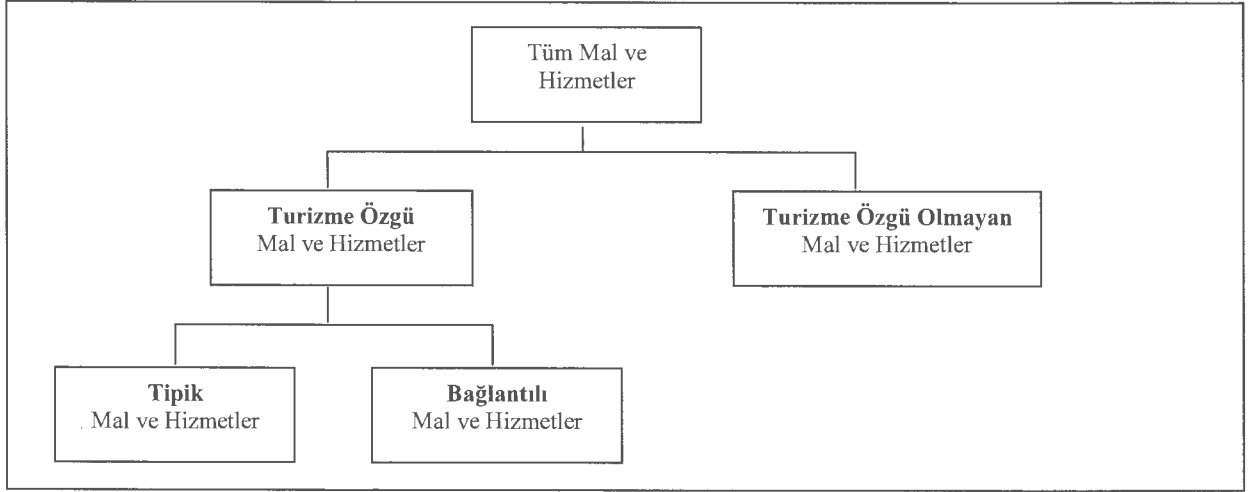 Tüm Mal ve
Hizmetler
Turizme Özgü
Mal ve Hizmetler
Turizme Özgü Olmayan
Mal ve Hizmetler
Tipik
Mal ve Hizmetler
Bağlantılı
Mal ve Hizmetler